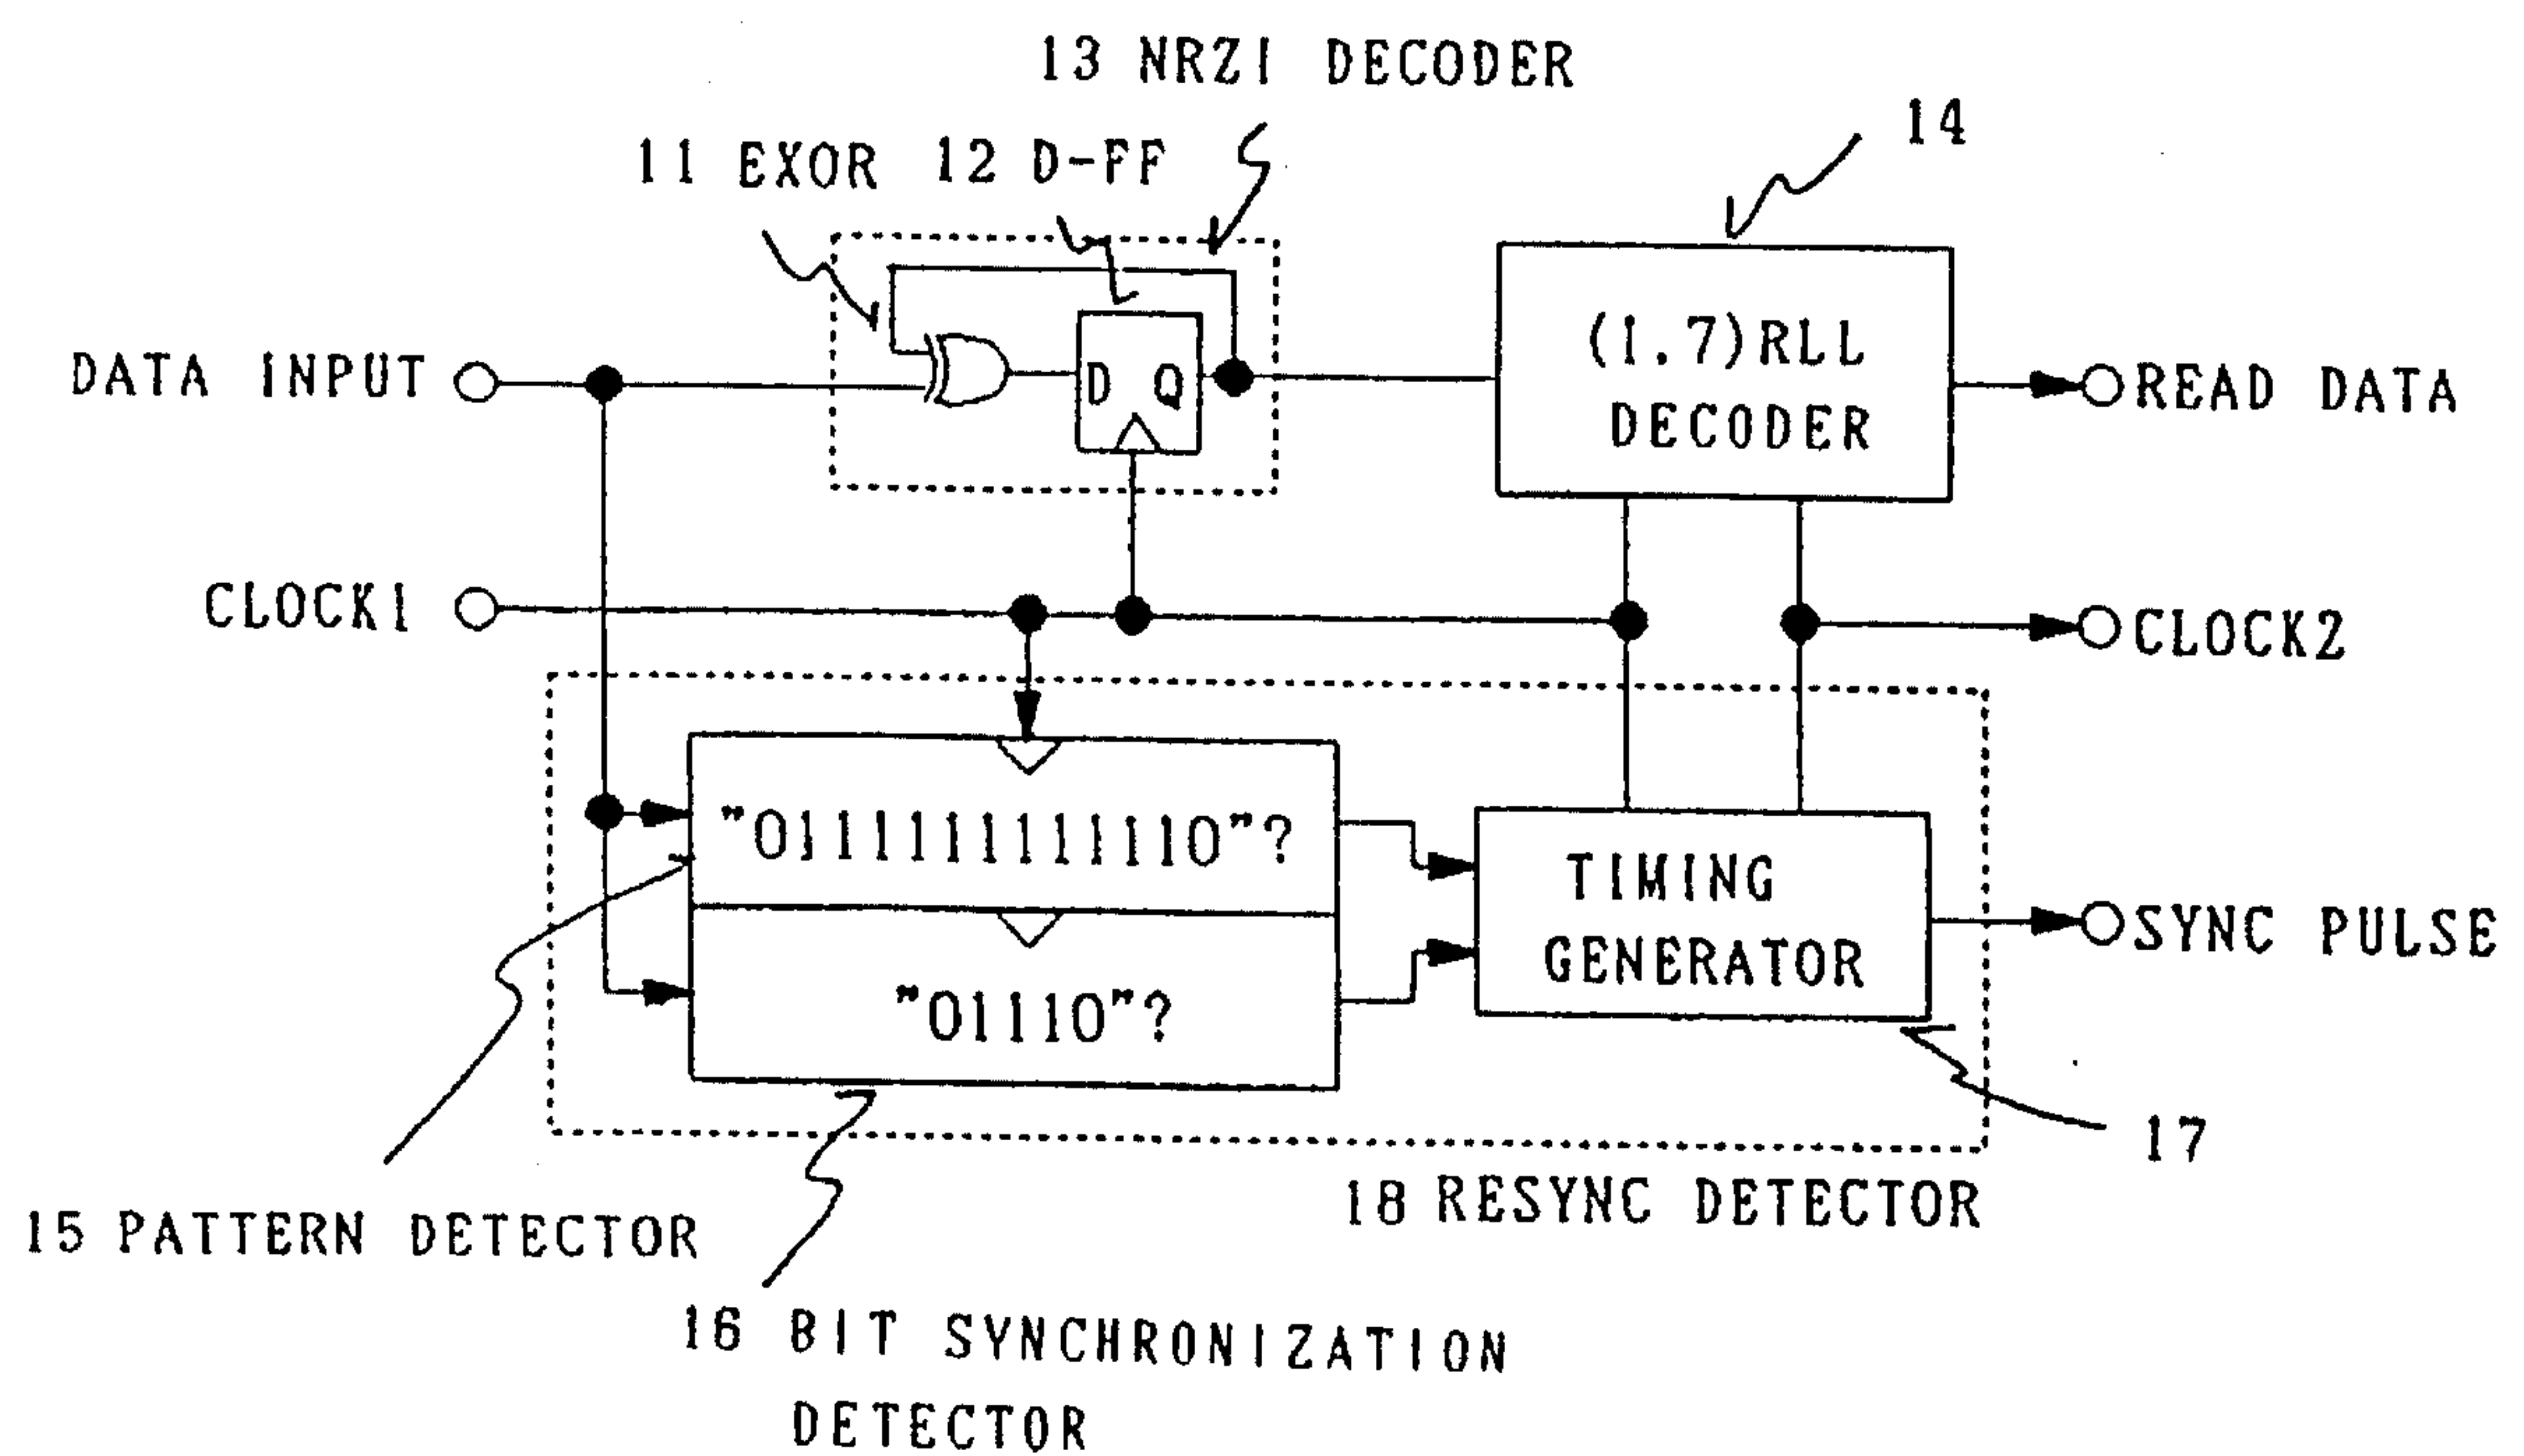 13 NRZI DECODER
14
11 EXOR
12 D-FF
(1,7)RLL
DECODER
DATA INPUT
D Q
READ DATA
CLOCK1
CLOCK2
"0111111111110"?
TIMING
GENERATOR
SYNC PULSE
"01110"?
17
18 RESYNC DETECTOR
15 PATTERN DETECTOR
16 BIT SYNCHRONIZATION
DETECTOR